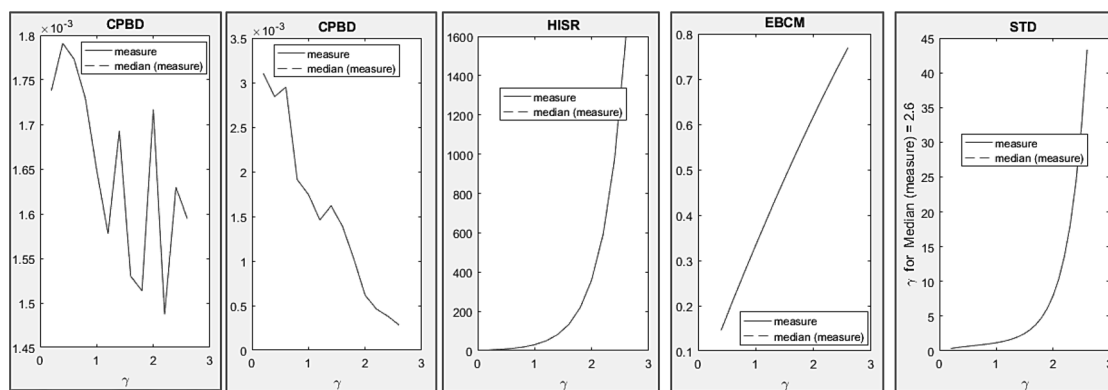 CPBD
×10⁻³
1.8
1.75
1.7
1.65
1.6
1.55
1.5
1.45
0 1 2 3
γ
measure
median (measure)
CPBD
×10⁻³
3.5
3
2.5
2
1.5
1
0.5
0
0 1 2 3
γ
measure
median (measure)
HISR
1600
1400
1200
1000
800
600
400
200
0
0 1 2 3
γ
measure
median (measure)
EBCM
0.8
0.7
0.6
0.5
0.4
0.3
0.2
0.1
0 1 2 3
γ
measure
median (measure)
STD
γ for Median (measure) = 2.6
45
40
35
30
25
20
15
10
5
0
0 1 2 3
γ
measure
median (measure)